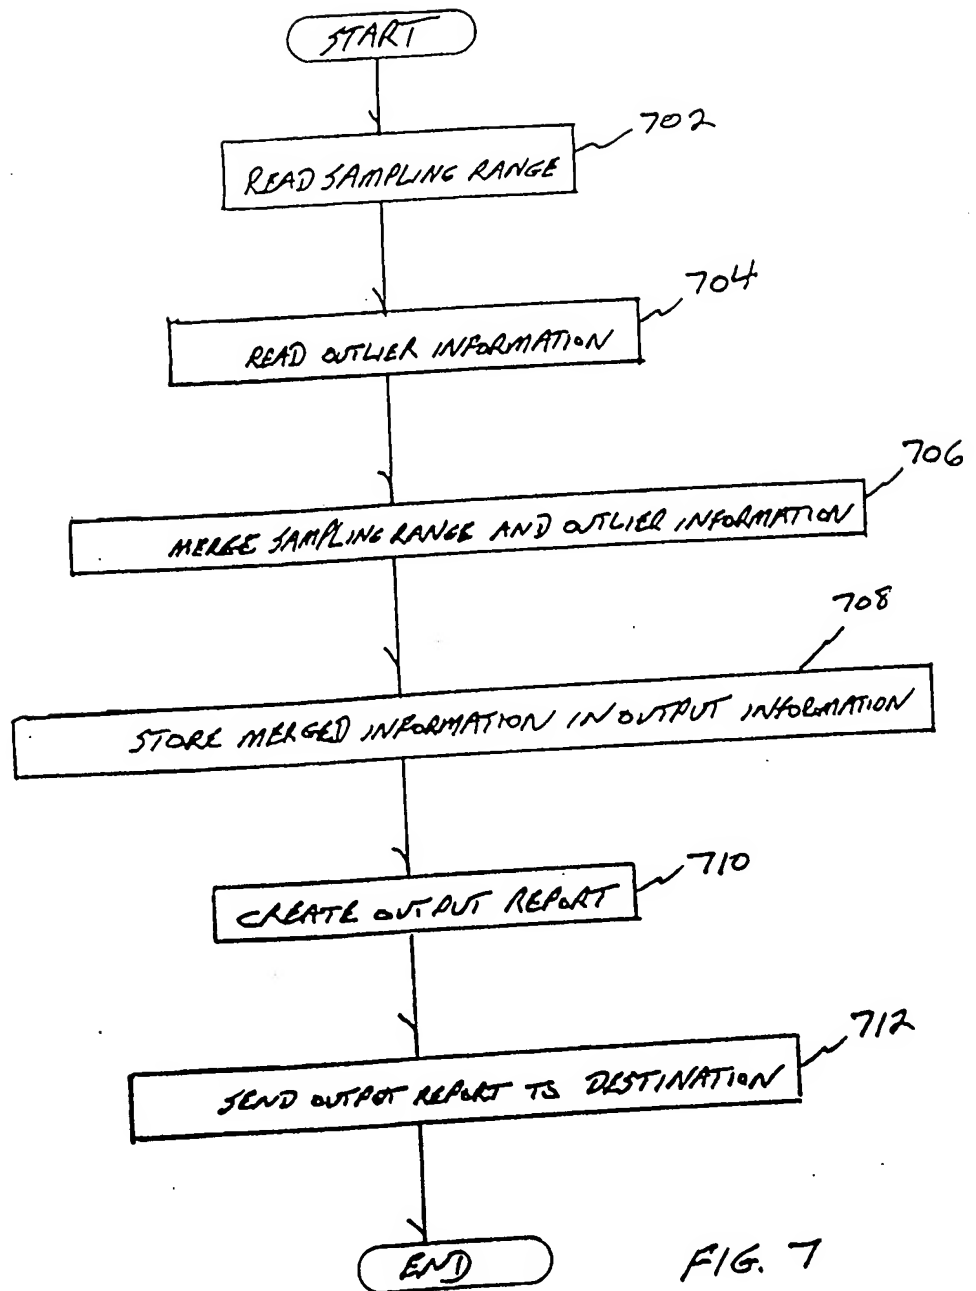 START
702
READ SAMPLING RANGE
704
READ OUTLIER INFORMATION
706
MERGE SAMPLING RANGE AND OUTLIER INFORMATION
708
STORE MERGED INFORMATION IN OUTPUT INFORMATION
710
CREATE OUTPUT REPORT
712
SEND OUTPUT REPORT TO DESTINATION
END
FIG. 7